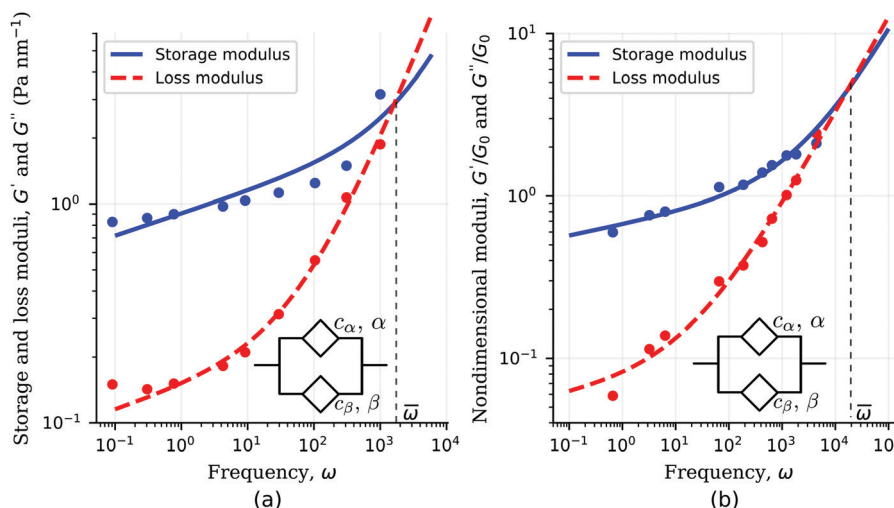 Storage and loss moduli, G' and G'' (Pa nm⁻¹)
Storage modulus
Loss modulus
10⁰
10⁻¹
c_α, α
c_β, β
ω̅
10⁻¹ 10⁰ 10¹ 10² 10³ 10⁴
Frequency, ω
(a)
Nondimensional moduli, G'/G₀ and G''/G₀
Storage modulus
Loss modulus
10¹
10⁰
10⁻¹
c_α, α
c_β, β
ω̅
10⁻¹ 10⁰ 10¹ 10² 10³ 10⁴ 10
Frequency, ω
(b)